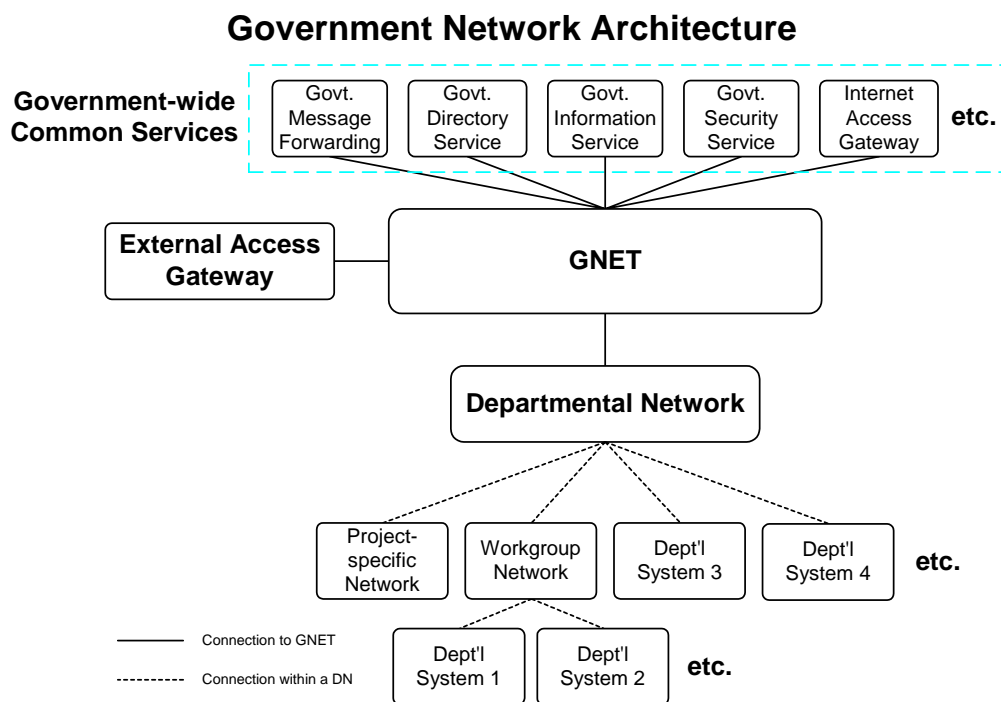 Government Network Architecture
Government-wide
Common Services
Govt.
Message
Forwarding
Govt.
Directory
Service
Govt.
Information
Service
Govt.
Security
Service
Internet
Access
Gateway
etc.
External Access
Gateway
GNET
Departmental Network
Project-
specific
Network
Workgroup
Network
Dept'l
System 3
Dept'l
System 4
etc.
Connection to GNET
Connection within a DN
Dept'l
System 1
Dept'l
System 2
etc.